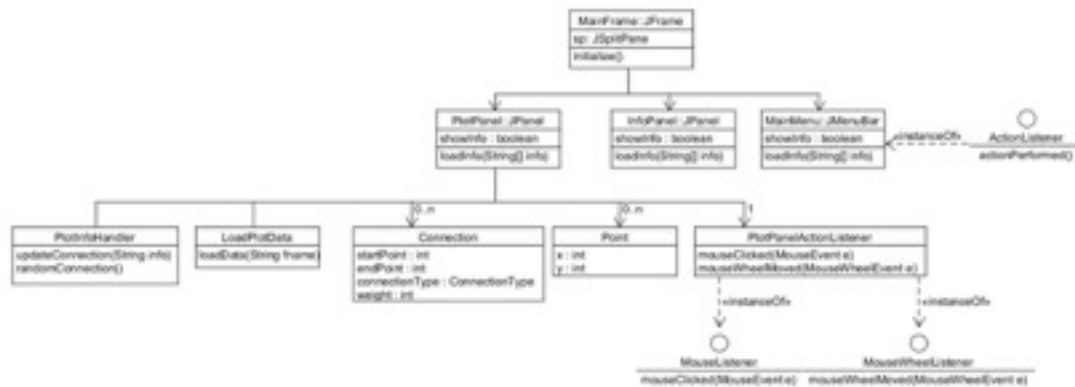 MainFrame::JFrame
sp: JSplitPane
initialize()
PlotPanel::JPanel
showInfo : boolean
loadInfo(String[] info)
InfoPanel::JPanel
showInfo : boolean
loadInfo(String[] info)
MainMenu::JMenuBar
showInfo : boolean
loadInfo(String[] info)
«instanceOf»
ActionListener
actionPerformed()
0..n
0..n
1
PlotInfoHandler
updateConnection(String info)
randomConnection()
LoadPlotData
loadData(String fname)
Connection
startPoint : int
endPoint : int
connectionType : ConnectionType
weight : int
Point
x : int
y : int
PlotPanelActionListener
mouseClicked(MouseEvent e)
mouseWheelMoved(MouseWheelEvent e)
«instanceOf»
«instanceOf»
MouseListener
mouseClicked(MouseEvent e)
MouseWheelListener
mouseWheelMoved(MouseWheelEvent e)